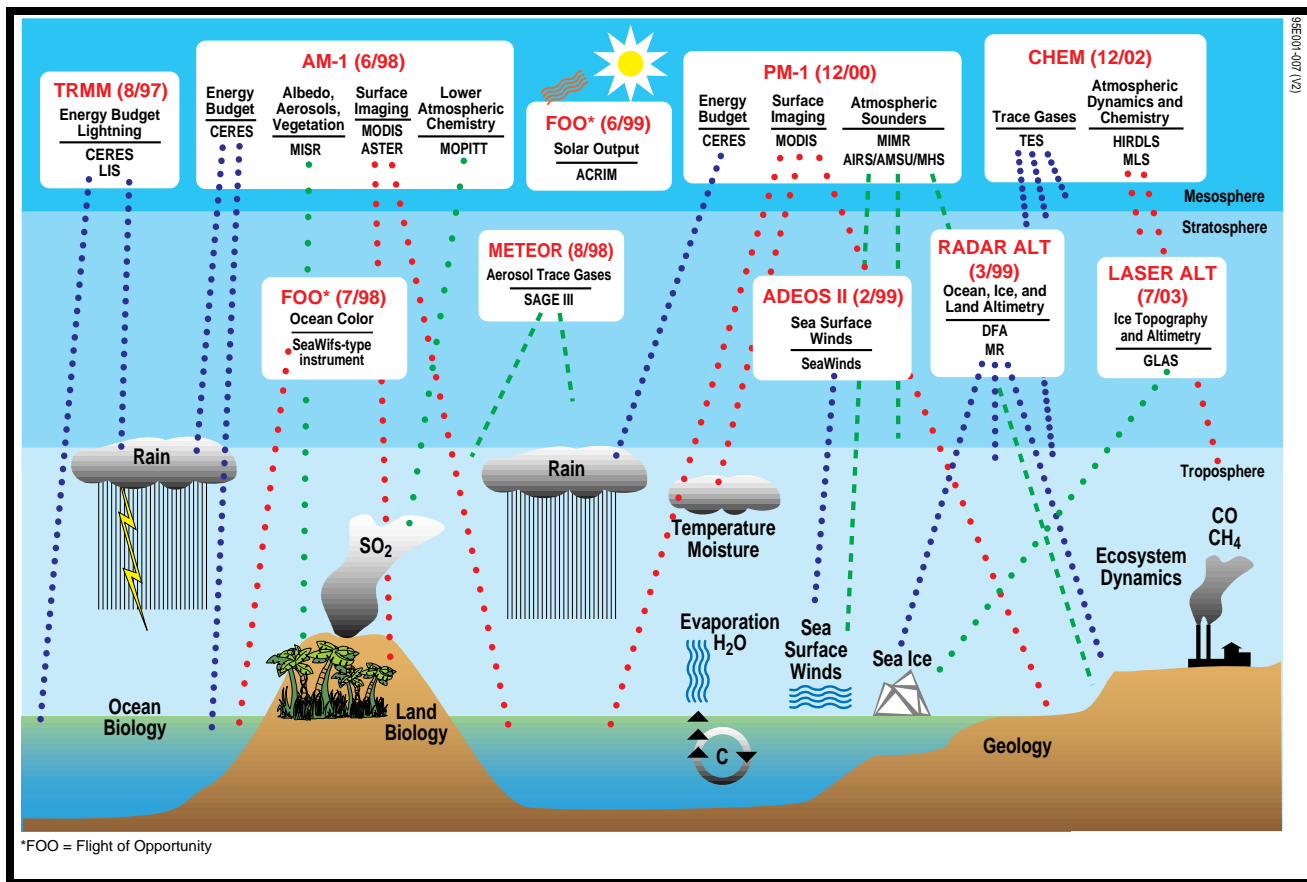 95E001-007 (V2)
TRMM (8/97)
Energy Budget
Lightning
CERES
LIS
AM-1 (6/98)
Energy
Budget
CERES
Albedo,
Aerosols,
Vegetation
MISR
Surface
Imaging
MODIS
ASTER
Lower
Atmospheric
Chemistry
MOPITT
FOO* (6/99)
Solar Output
ACRIM
PM-1 (12/00)
Energy
Budget
CERES
Surface
Imaging
MODIS
Atmospheric
Sounders
MIMR
AIRS/AMSU/MHS
CHEM (12/02)
Trace Gases
TES
Atmospheric
Dynamics and
Chemistry
HIRDLS
MLS
Mesosphere
Stratosphere
FOO* (7/98)
Ocean Color
SeaWifs-type
instrument
METEOR (8/98)
Aerosol Trace Gases
SAGE III
ADEOS II (2/99)
Sea Surface
Winds
SeaWinds
RADAR ALT
(3/99)
Ocean, Ice, and
Land Altimetry
DFA
MR
LASER ALT
(7/03)
Ice Topography
and Altimetry
GLAS
Troposphere
Rain
Rain
SO2
Temperature
Moisture
CO
CH4
Ecosystem
Dynamics
Evaporation
H2O
Sea
Surface
Winds
Sea Ice
Ocean
Biology
Land
Biology
C
Geology
*FOO = Flight of Opportunity